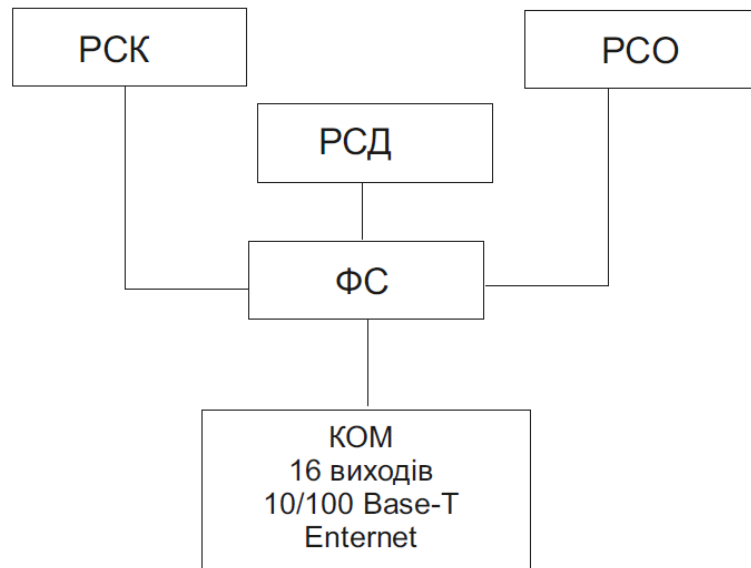 РСК
РСО
РСД
ФС
КОМ
16 виходів
10/100 Base-T
Enternet